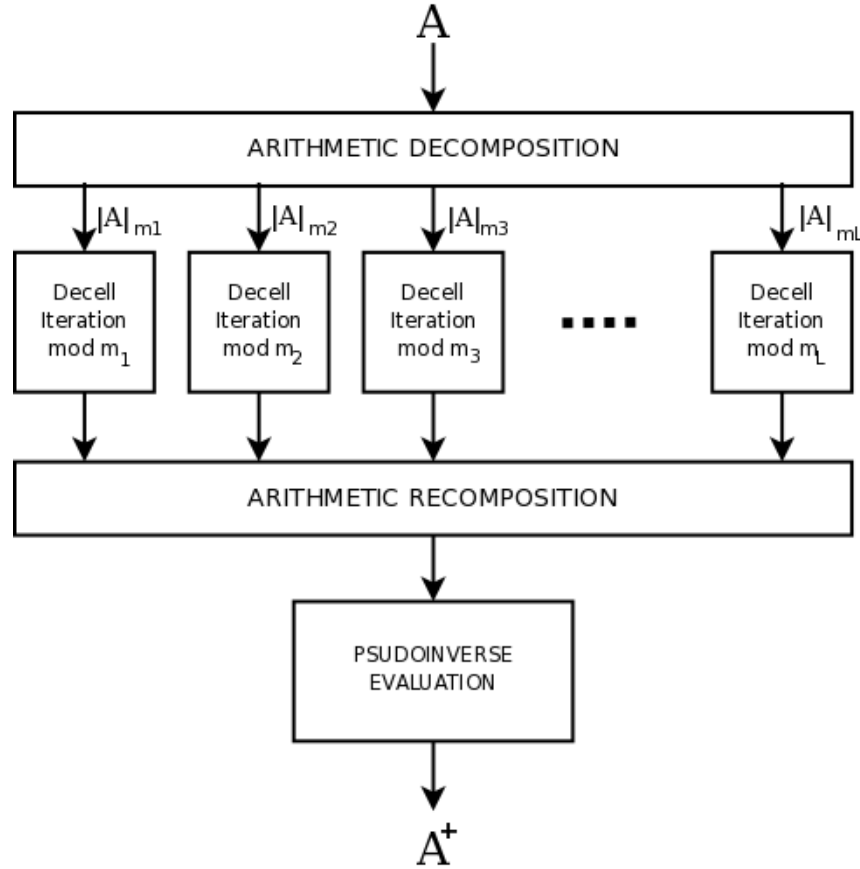 A
ARITHMETIC DECOMPOSITION
|A| m1
|A| m2
|A| m3
|A| mL
Decell
Iteration
mod m1
Decell
Iteration
mod m2
Decell
Iteration
mod m3
Decell
Iteration
mod mL
ARITHMETIC RECOMPOSITION
PSUDOINVERSE
EVALUATION
A+